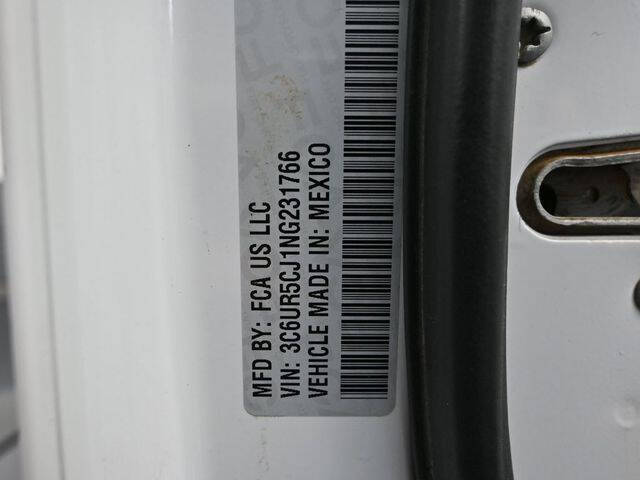 MFD BY: FCA US LLC
VIN: 3C6UR5CJ1NG231766
VEHICLE MADE IN: MEXICO